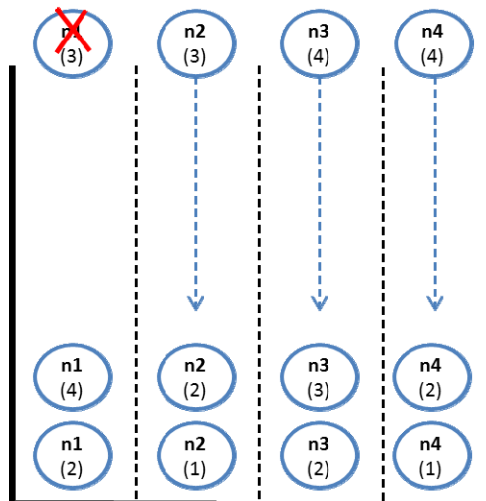 n1
(3)
n2
(3)
n3
(4)
n4
(4)
n1
(4)
n2
(2)
n3
(3)
n4
(2)
n1
(2)
n2
(1)
n3
(2)
n4
(1)